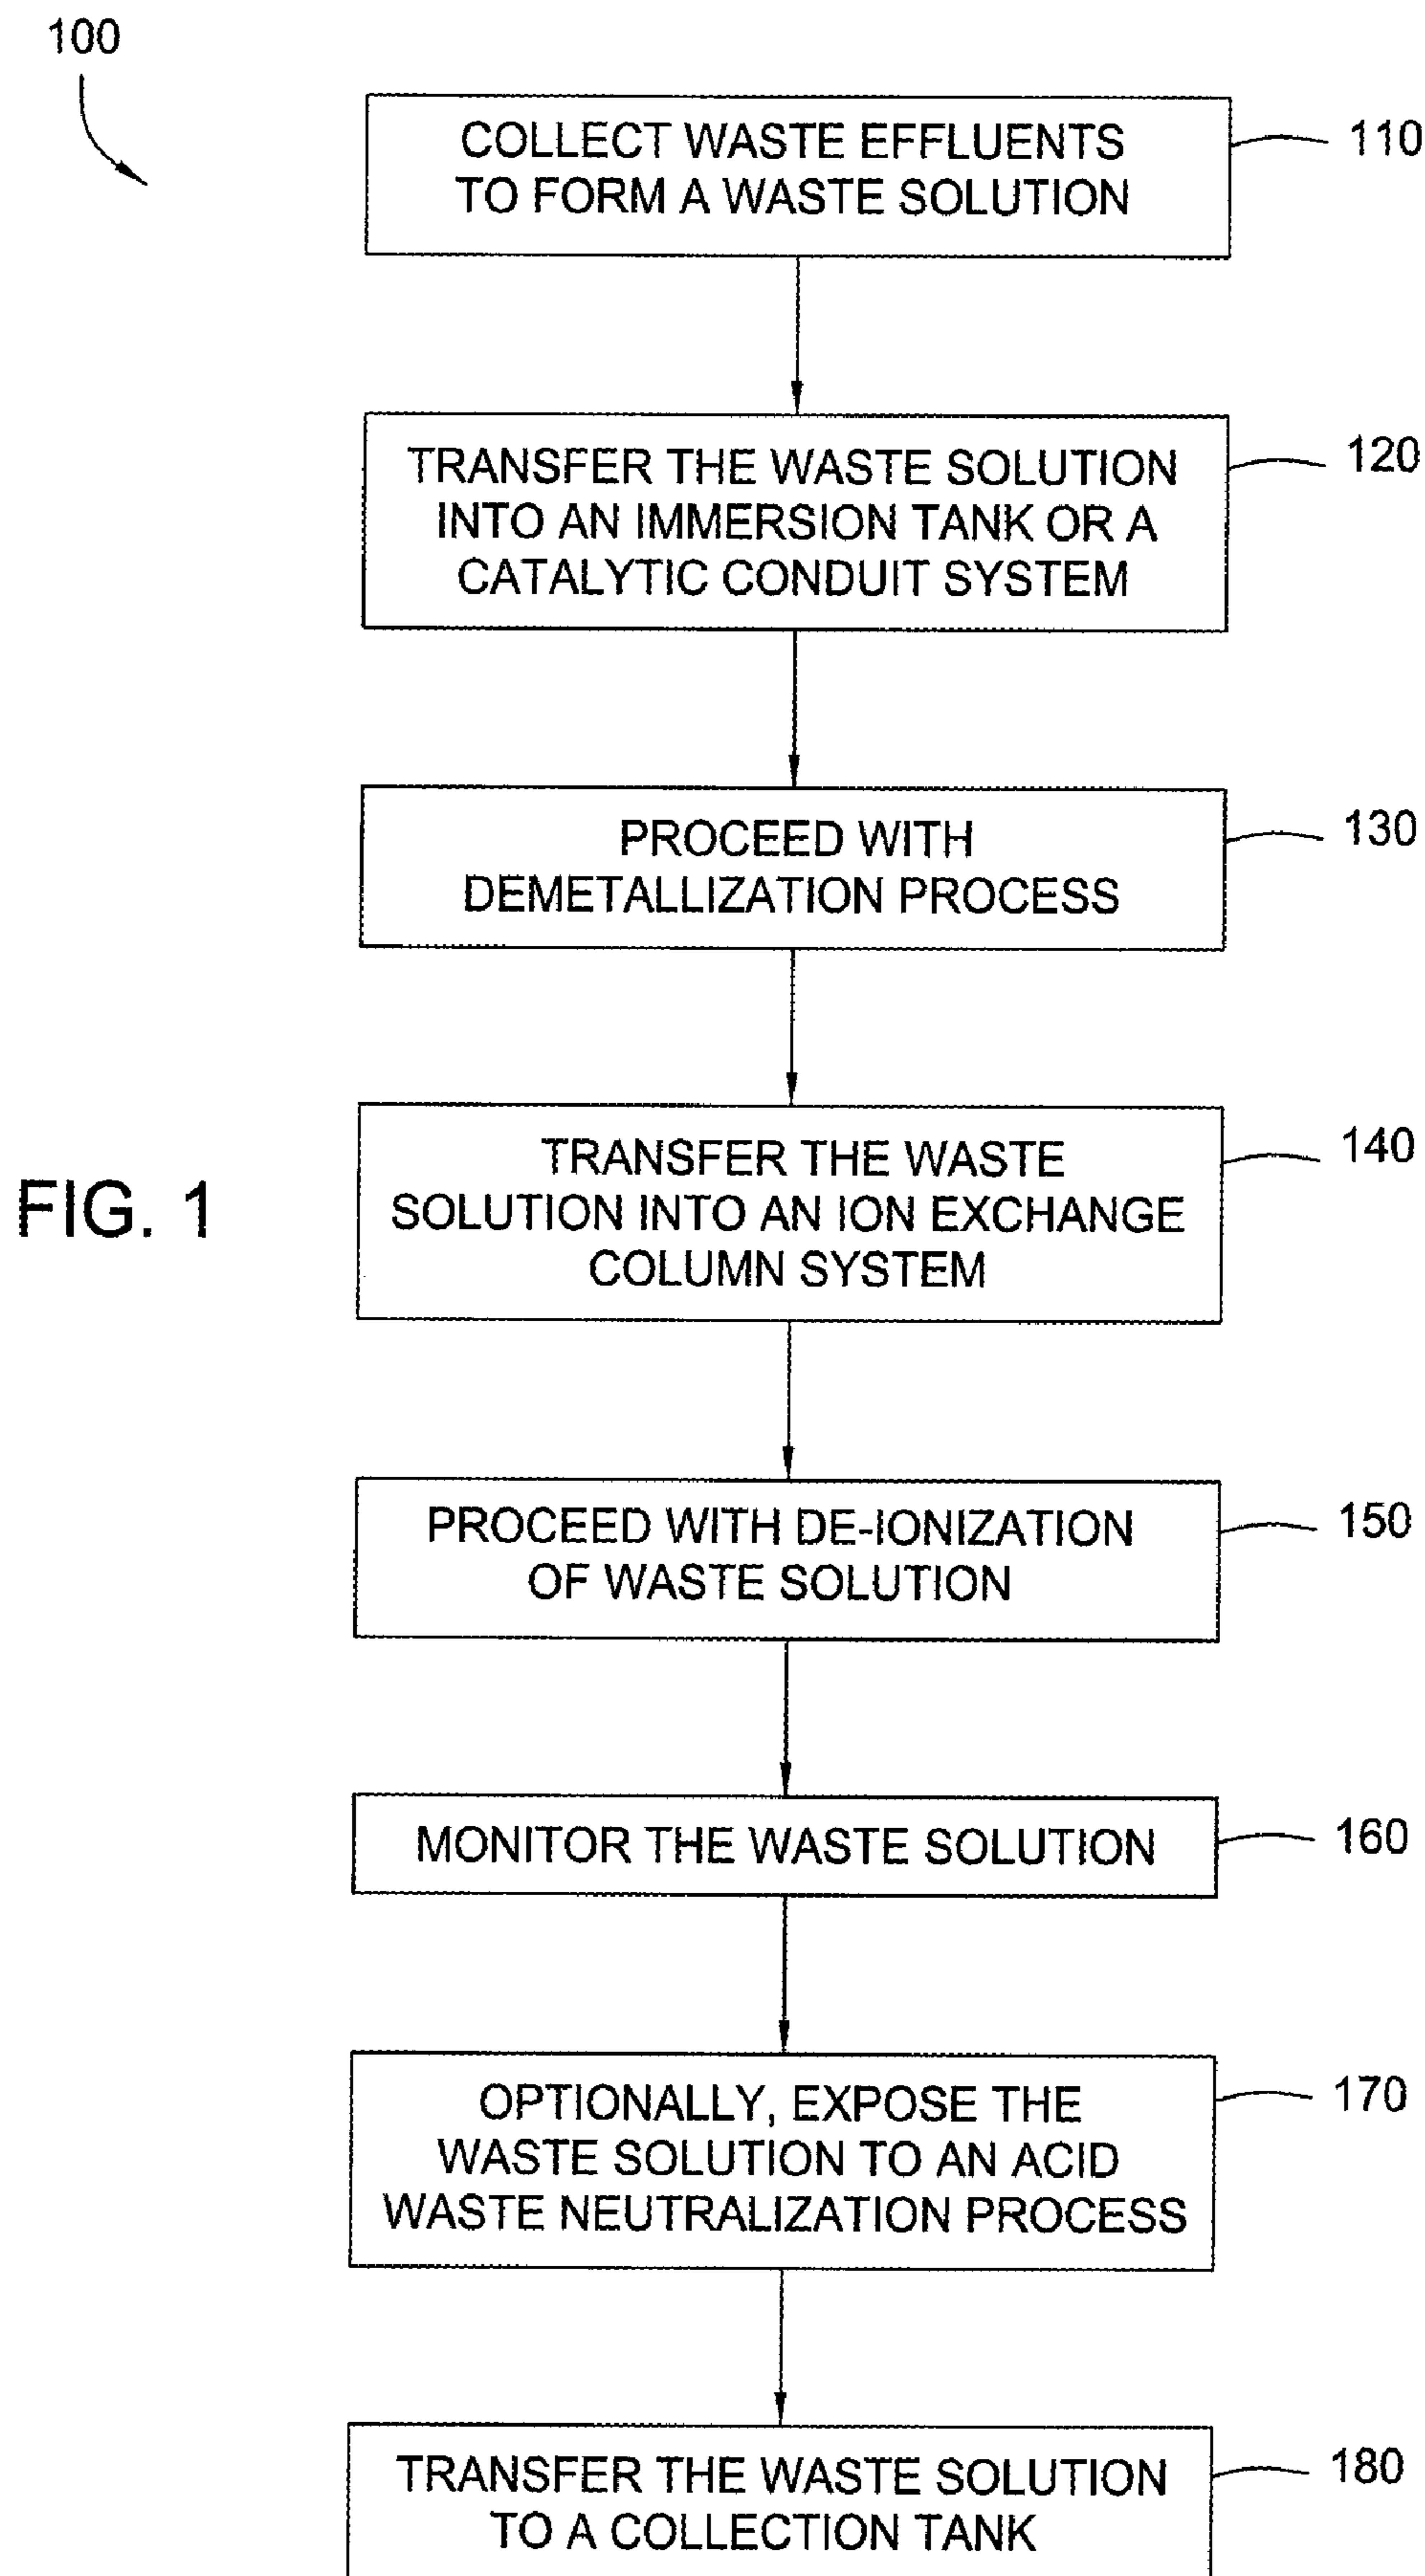 100
COLLECT WASTE EFFLUENTS
TO FORM A WASTE SOLUTION
110
TRANSFER THE WASTE SOLUTION
INTO AN IMMERSION TANK OR A
CATALYTIC CONDUIT SYSTEM
120
PROCEED WITH
DEMETALLIZATION PROCESS
130
FIG. 1
TRANSFER THE WASTE
SOLUTION INTO AN ION EXCHANGE
COLUMN SYSTEM
140
PROCEED WITH DE-IONIZATION
OF WASTE SOLUTION
150
MONITOR THE WASTE SOLUTION
160
OPTIONALLY, EXPOSE THE
WASTE SOLUTION TO AN ACID
WASTE NEUTRALIZATION PROCESS
170
TRANSFER THE WASTE SOLUTION
TO A COLLECTION TANK
180